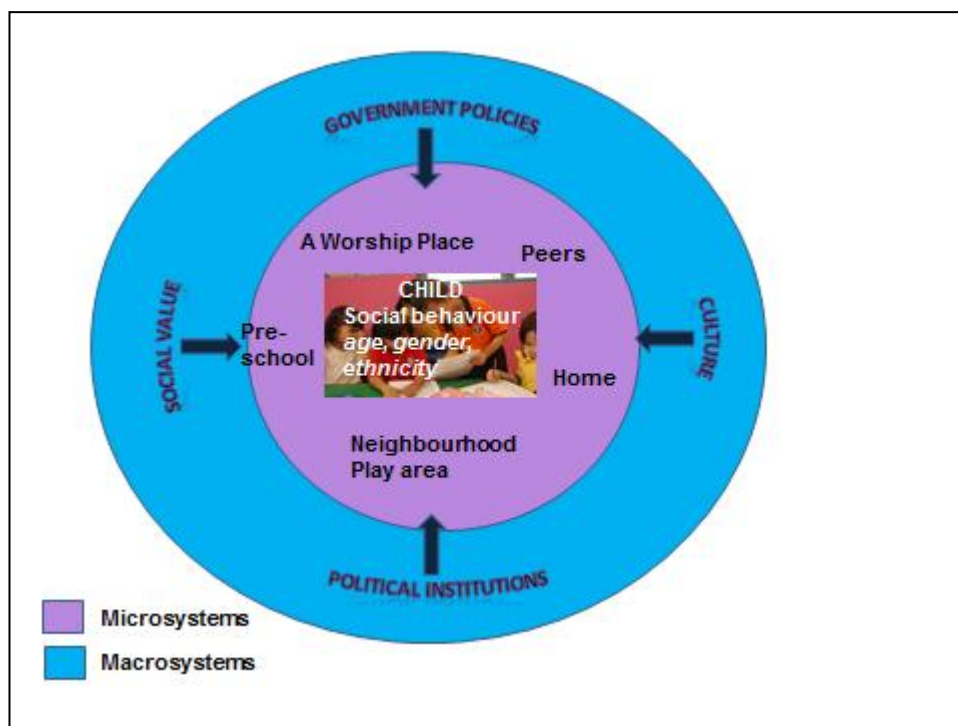 GOVERNMENT POLICIES
A Worship Place
Peers
CHILD
Social behaviour
age, gender,
ethnicity
SOCIAL VALUE
Pre-
school
CULTURE
Home
Neighbourhood
Play area
POLITICAL INSTITUTIONS
Microsystems
Macrosystems